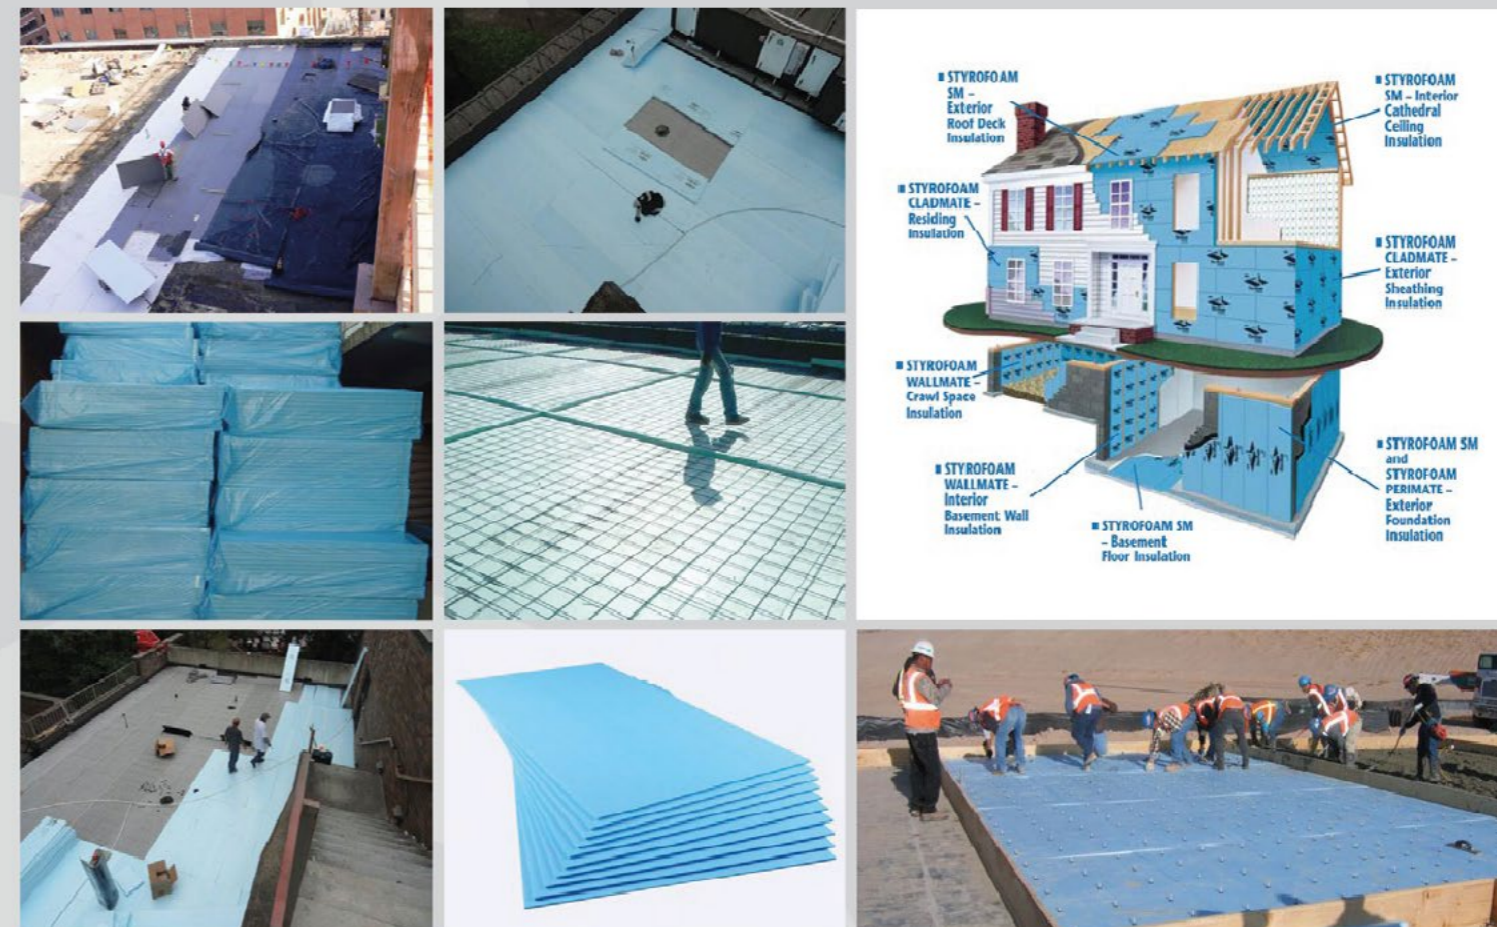 STYROFOAM
SM –
Exterior
Roof Deck
Insulation
STYROFOAM
SM – Interior
Cathedral
Ceiling
Insulation
STYROFOAM
CLADMATE –
Residing
Insulation
STYROFOAM
CLADMATE –
Exterior
Sheathing
Insulation
STYROFOAM
WALLMATE –
Crawl Space
Insulation
STYROFOAM
WALLMATE –
Interior
Basement Wall
Insulation
STYROFOAM SM
– Basement
Floor Insulation
STYROFOAM SM
and
STYROFOAM
PERIMATE –
Exterior
Foundation
Insulation